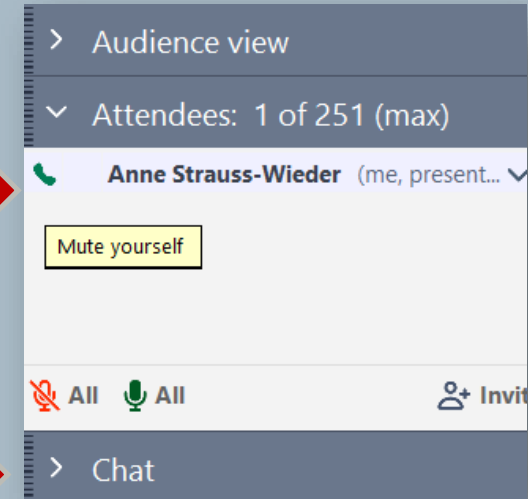 Audience view
Attendees: 1 of 251 (max)
Anne Strauss-Wieder (me, present...
Mute yourself
All All Invit
Chat